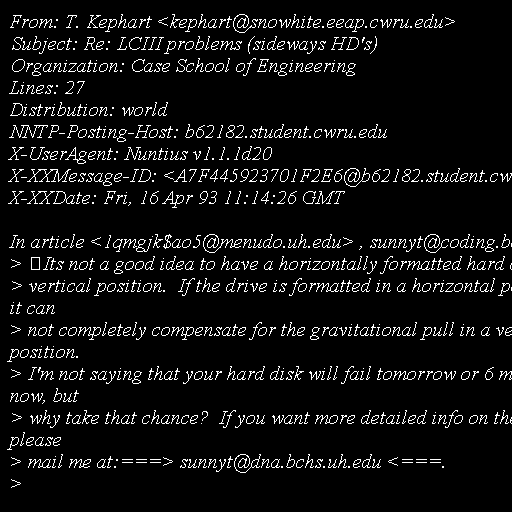 From: T. Kephart <kephart@snowhite.eeap.cwru.edu>
Subject: Re: LCIII problems (sideways HD's)
Organization: Case School of Engineering
Lines: 27
Distribution: world
NNTP-Posting-Host: b62182.student.cwru.edu
X-UserAgent: Nuntius v1.1.1d20
X-XXMessage-ID: <A7F445923701F2E6@b62182.student.cw
X-XXDate: Fri, 16 Apr 93 11:14:26 GMT

In article <1qmgjk$ao5@menudo.uh.edu> , sunnyt@coding.b
> Its not a good idea to have a horizontally formatted hard
> vertical position.  If the drive is formatted in a horizontal
it can
> not completely compensate for the gravitational pull in a ve
position.
> I'm not saying that your hard disk will fail tomorrow or 6 m
now, but
> why take that chance?  If you want more detailed info on the
please
> mail me at:===> sunnyt@dna.bchs.uh.edu <===.
>